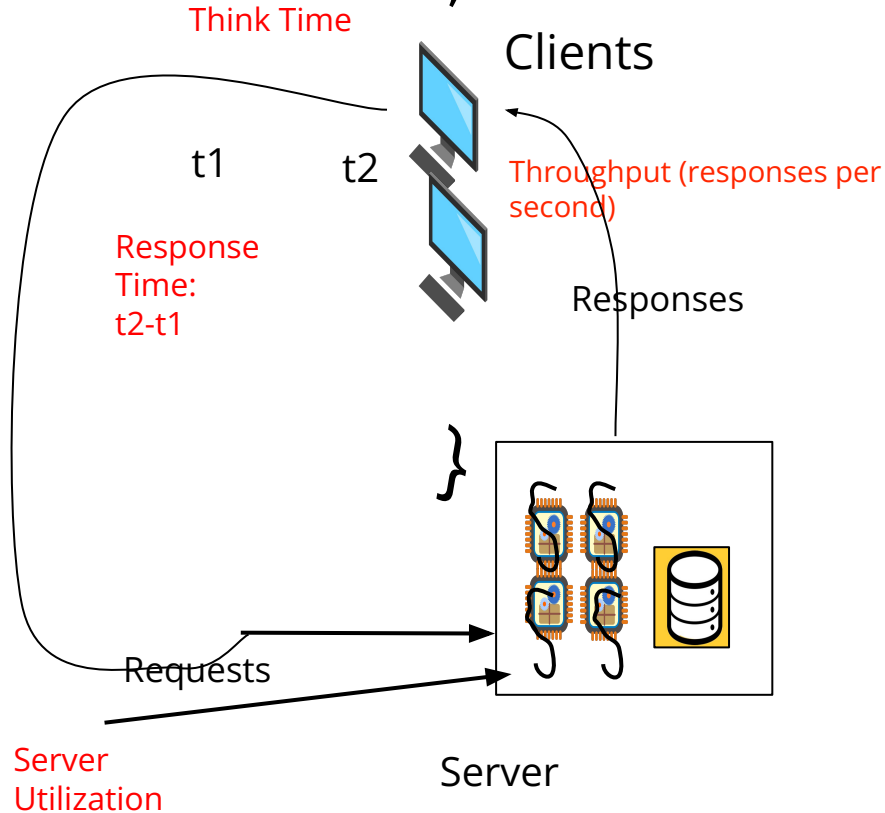 Think Time
Clients
t1
t2
Throughput (responses per
second)
Response
Time:
t2-t1
Responses
}
Requests
Server
Utilization
Server